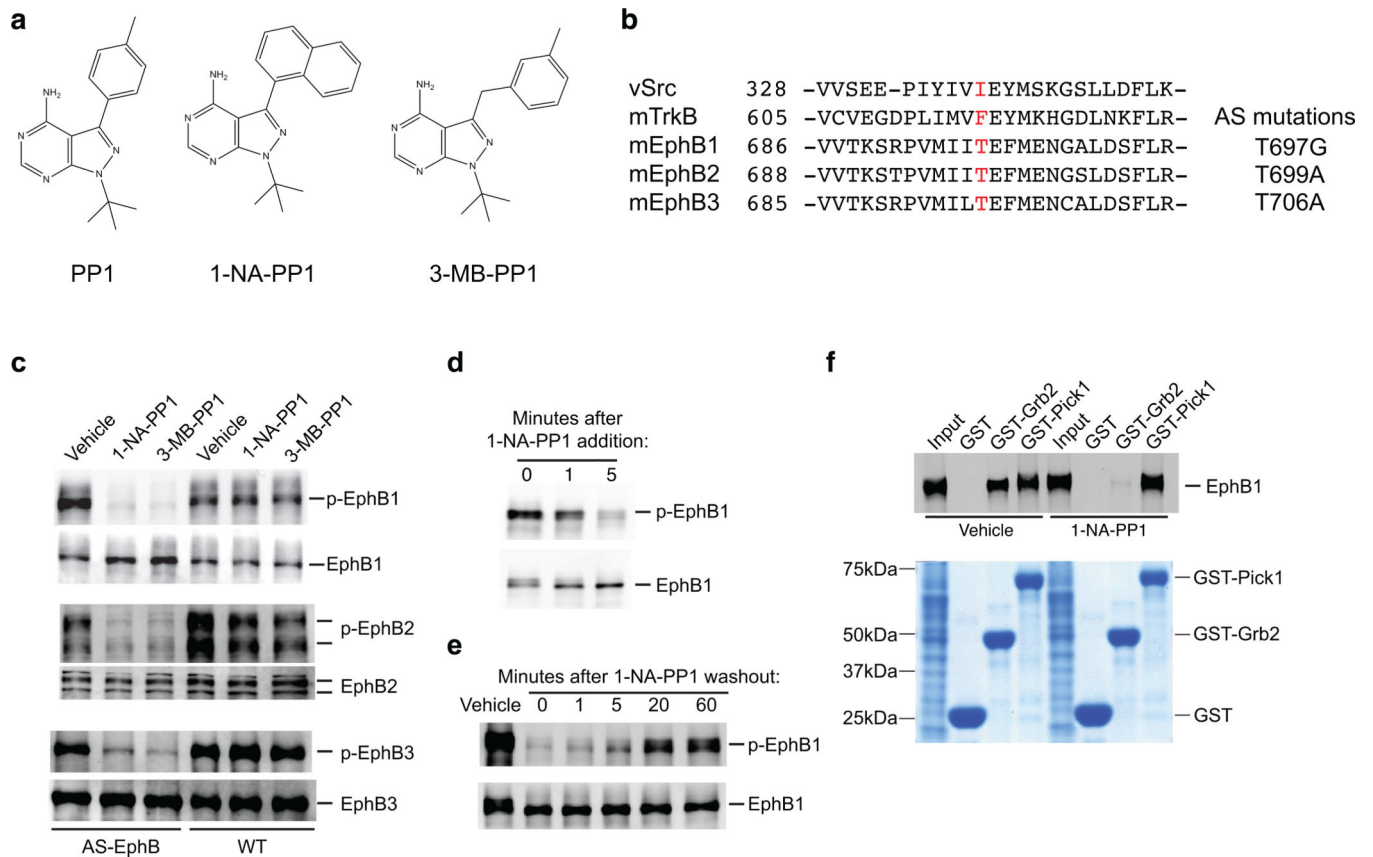 a
NH₂
N
N
N
N
PP1
NH₂
N
N
N
N
1-NA-PP1
NH₂
N
N
N
N
3-MB-PP1
b
vSrc 328 -VVSEE-PIYIVIEYMSKGSLLDFLK-
mTrkB 605 -VCVEGDPLIMVFEYMKHGDLNKFLR- AS mutations
mEphB1 686 -VVTKSRPVMIITEFMENGALDSFLR- T697G
mEphB2 688 -VVTKSTPVMIITEFMENGSLDSFLR- T699A
mEphB3 685 -VVTKSRPVMILTEFMENCALDSFLR- T706A
c
Vehicle 1-NA-PP1 3-MB-PP1 Vehicle 1-NA-PP1 3-MB-PP1
p-EphB1
EphB1
p-EphB2
EphB2
p-EphB3
EphB3
AS-EphB WT
d
Minutes after
1-NA-PP1 addition:
0 1 5
p-EphB1
EphB1
e
Minutes after 1-NA-PP1 washout:
Vehicle 0 1 5 20 60
p-EphB1
EphB1
f
Input GST GST-Grb2 GST-Pick1 Input GST GST-Grb2 GST-Pick1
EphB1
Vehicle 1-NA-PP1
75kDa GST-Pick1
50kDa GST-Grb2
37kDa
25kDa GST